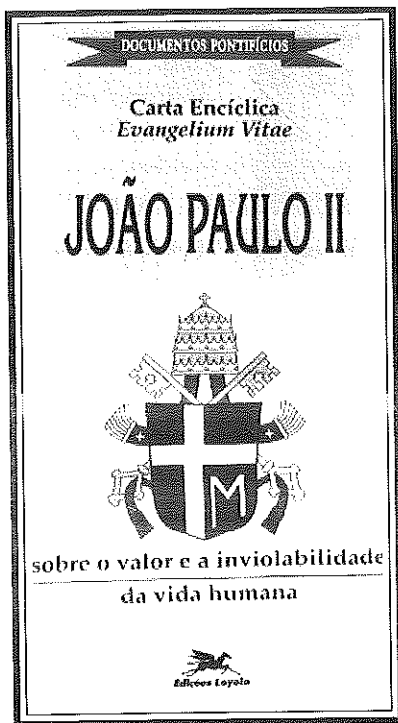 DOCUMENTOS PONTIFÍCIOS
Carta Encíclica
Evangelium Vitae
JOÃO PAULO II
M
sobre o valor e a inviolabilidade
da vida humana
Edições Loyola